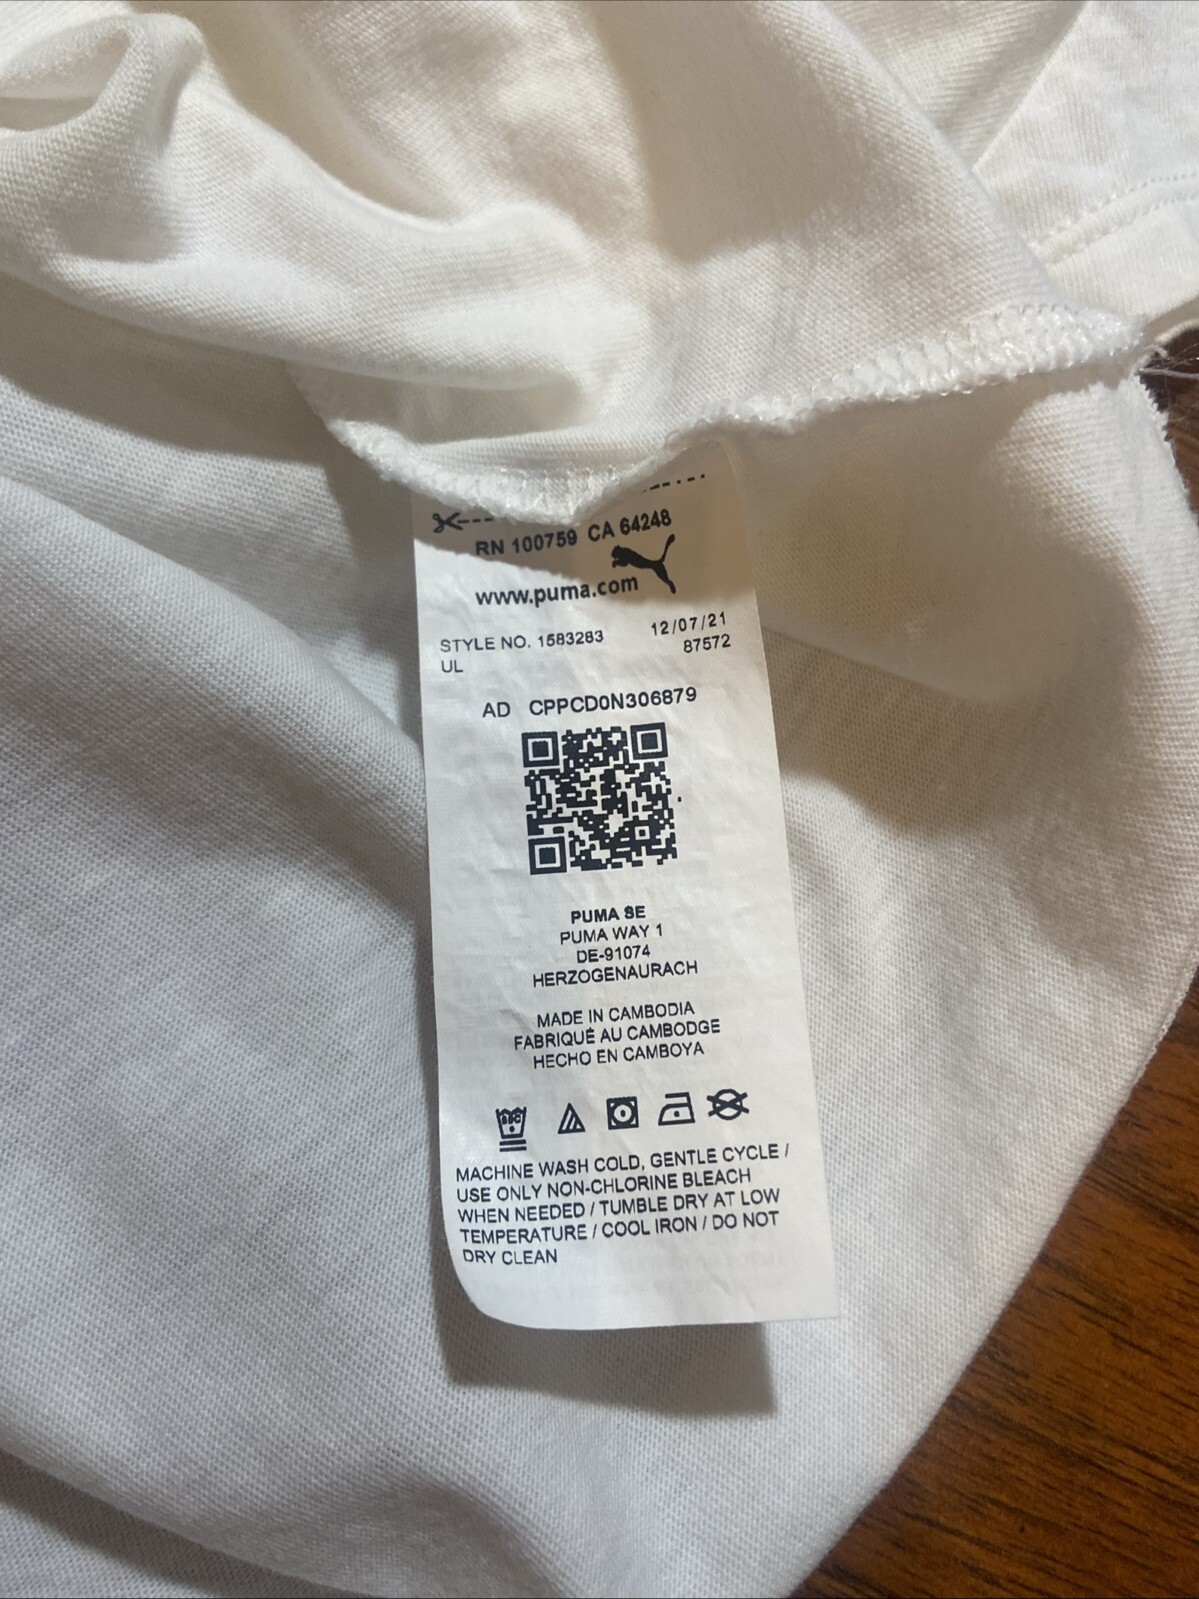 RN 100759 CA 64248
www.puma.com
STYLE NO. 1583283 12/07/21
UL 87572
AD CPPCD0N306879
PUMA SE
PUMA WAY 1
DE-91074
HERZOGENAURACH
MADE IN CAMBODIA
FABRIQUÉ AU CAMBODGE
HECHO EN CAMBOYA
MACHINE WASH COLD, GENTLE CYCLE /
USE ONLY NON-CHLORINE BLEACH
WHEN NEEDED / TUMBLE DRY AT LOW
TEMPERATURE / COOL IRON / DO NOT
DRY CLEAN